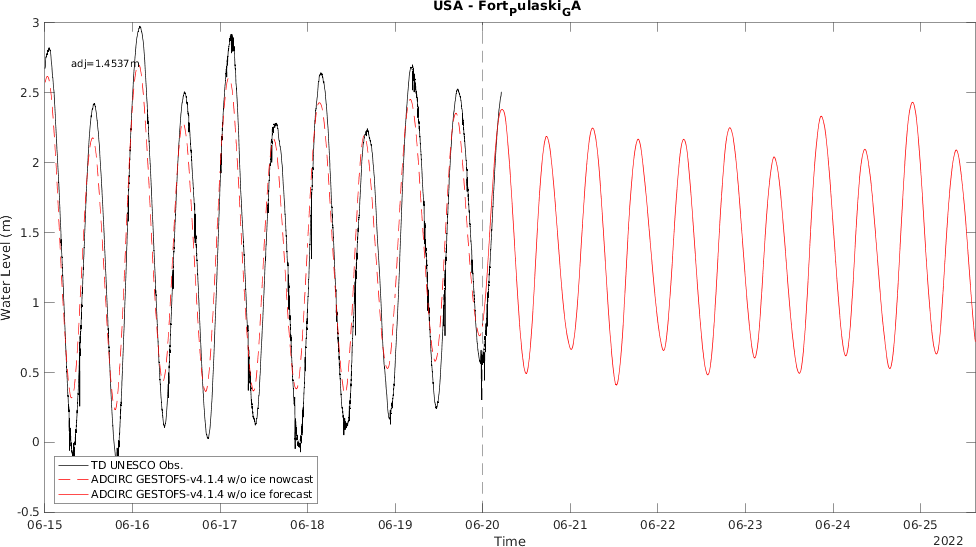 USA - FortPulaskiGA
3
2.5
2
1.5
1
0.5
0
-0.5
Water Level (m)
adj=1.4537m
TD UNESCO Obs.
ADCIRC GESTOFS-v4.1.4 w/o ice nowcast
ADCIRC GESTOFS-v4.1.4 w/o ice forecast
06-15 06-16 06-17 06-18 06-19 06-20 06-21 06-22 06-23 06-24 06-25
Time
2022